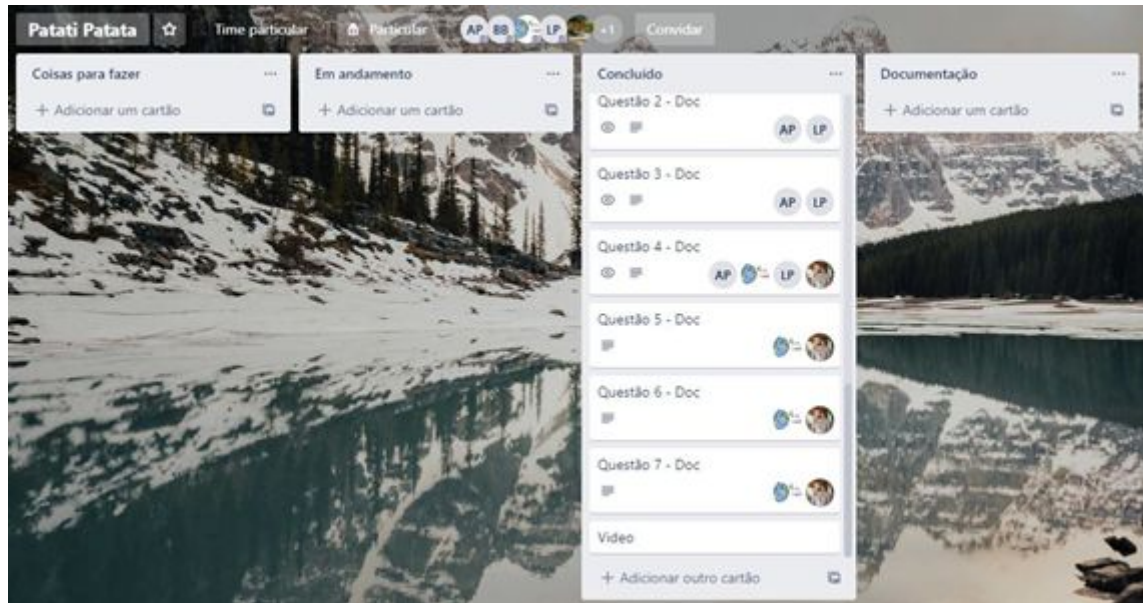 Patati Patata Time particular Particular AP BB LP +1 Convidar
Coisas para fazer
+ Adicionar um cartão
Em andamento
+ Adicionar um cartão
Concluído
Questão 2 - Doc
AP LP
Questão 3 - Doc
AP LP
Questão 4 - Doc
AP LP
Questão 5 - Doc
Questão 6 - Doc
Questão 7 - Doc
Video
+ Adicionar outro cartão
Documentação
+ Adicionar um cartão